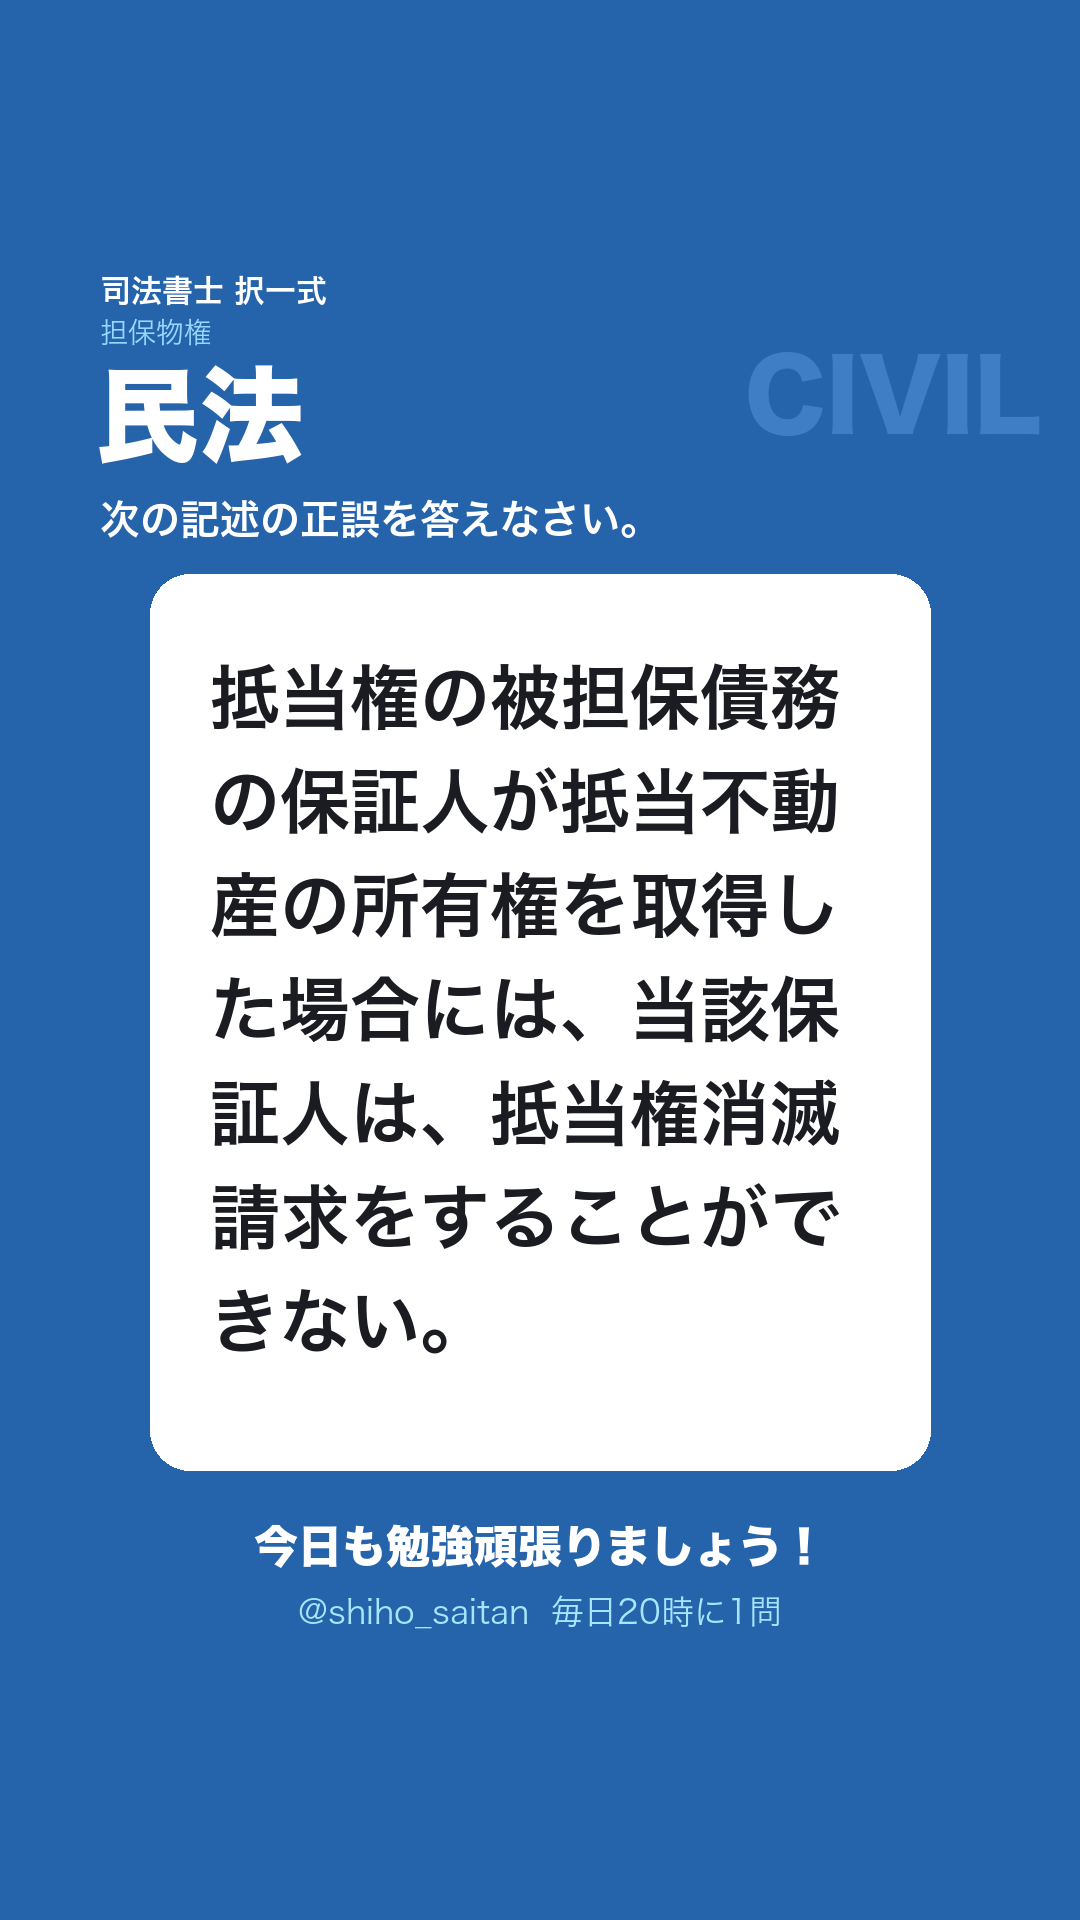 司法書士 択一式
担保物権
民法
CIVIL
次の記述の正誤を答えなさい。
抵当権の被担保債務
の保証人が抵当不動
産の所有権を取得し
た場合には、当該保
証人は、抵当権消滅
請求をすることがで
きない。
今日も勉強頑張りましょう！
@shiho_saitan 毎日20時に1問